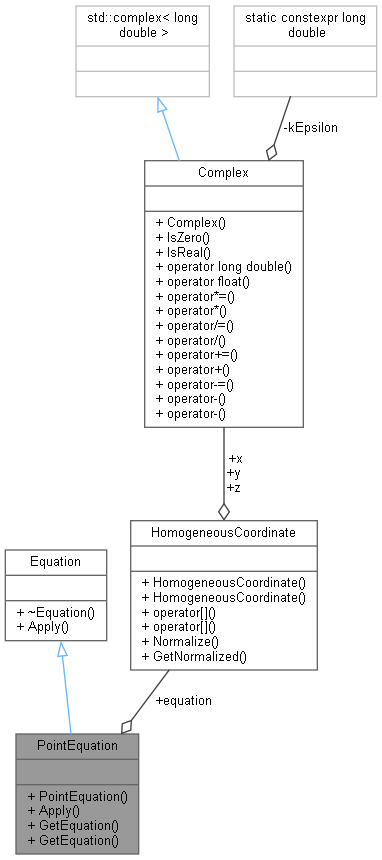 std::complex< long
double >
static constexpr long
double
-kEpsilon
Complex
+ Complex()
+ IsZero()
+ IsReal()
+ operator long double()
+ operator float()
+ operator*=()
+ operator*()
+ operator/=()
+ operator/()
+ operator+=()
+ operator+()
+ operator-=()
+ operator-()
+ operator-()
+x
+y
+z
HomogeneousCoordinate
+ HomogeneousCoordinate()
+ HomogeneousCoordinate()
+ operator[]()
+ operator[]()
+ Normalize()
+ GetNormalized()
Equation
+ ~Equation()
+ Apply()
+equation
PointEquation
+ PointEquation()
+ Apply()
+ GetEquation()
+ GetEquation()